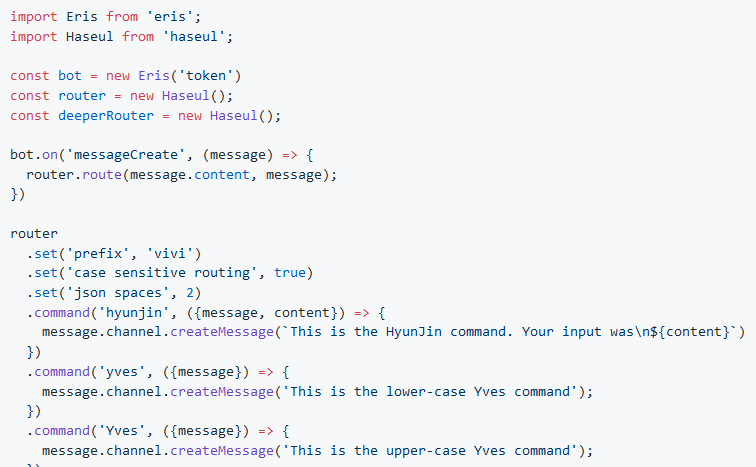 import Eris from 'eris';
import Haseul from 'haseul';
const bot = new Eris('token')
const router = new Haseul();
const deeperRouter = new Haseul();
bot.on('messageCreate', (message) => {
  router.route(message.content, message);
})
router
  .set('prefix', 'vivi')
  .set('case sensitive routing', true)
  .set('json spaces', 2)
  .command('hyunjin', ({message, content}) => {
    message.channel.createMessage(`This is the HyunJin command. Your input was\n${content}`)
  })
  .command('yves', ({message}) => {
    message.channel.createMessage('This is the lower-case Yves command');
  })
  .command('Yves', ({message}) => {
    message.channel.createMessage('This is the upper-case Yves command');
  })